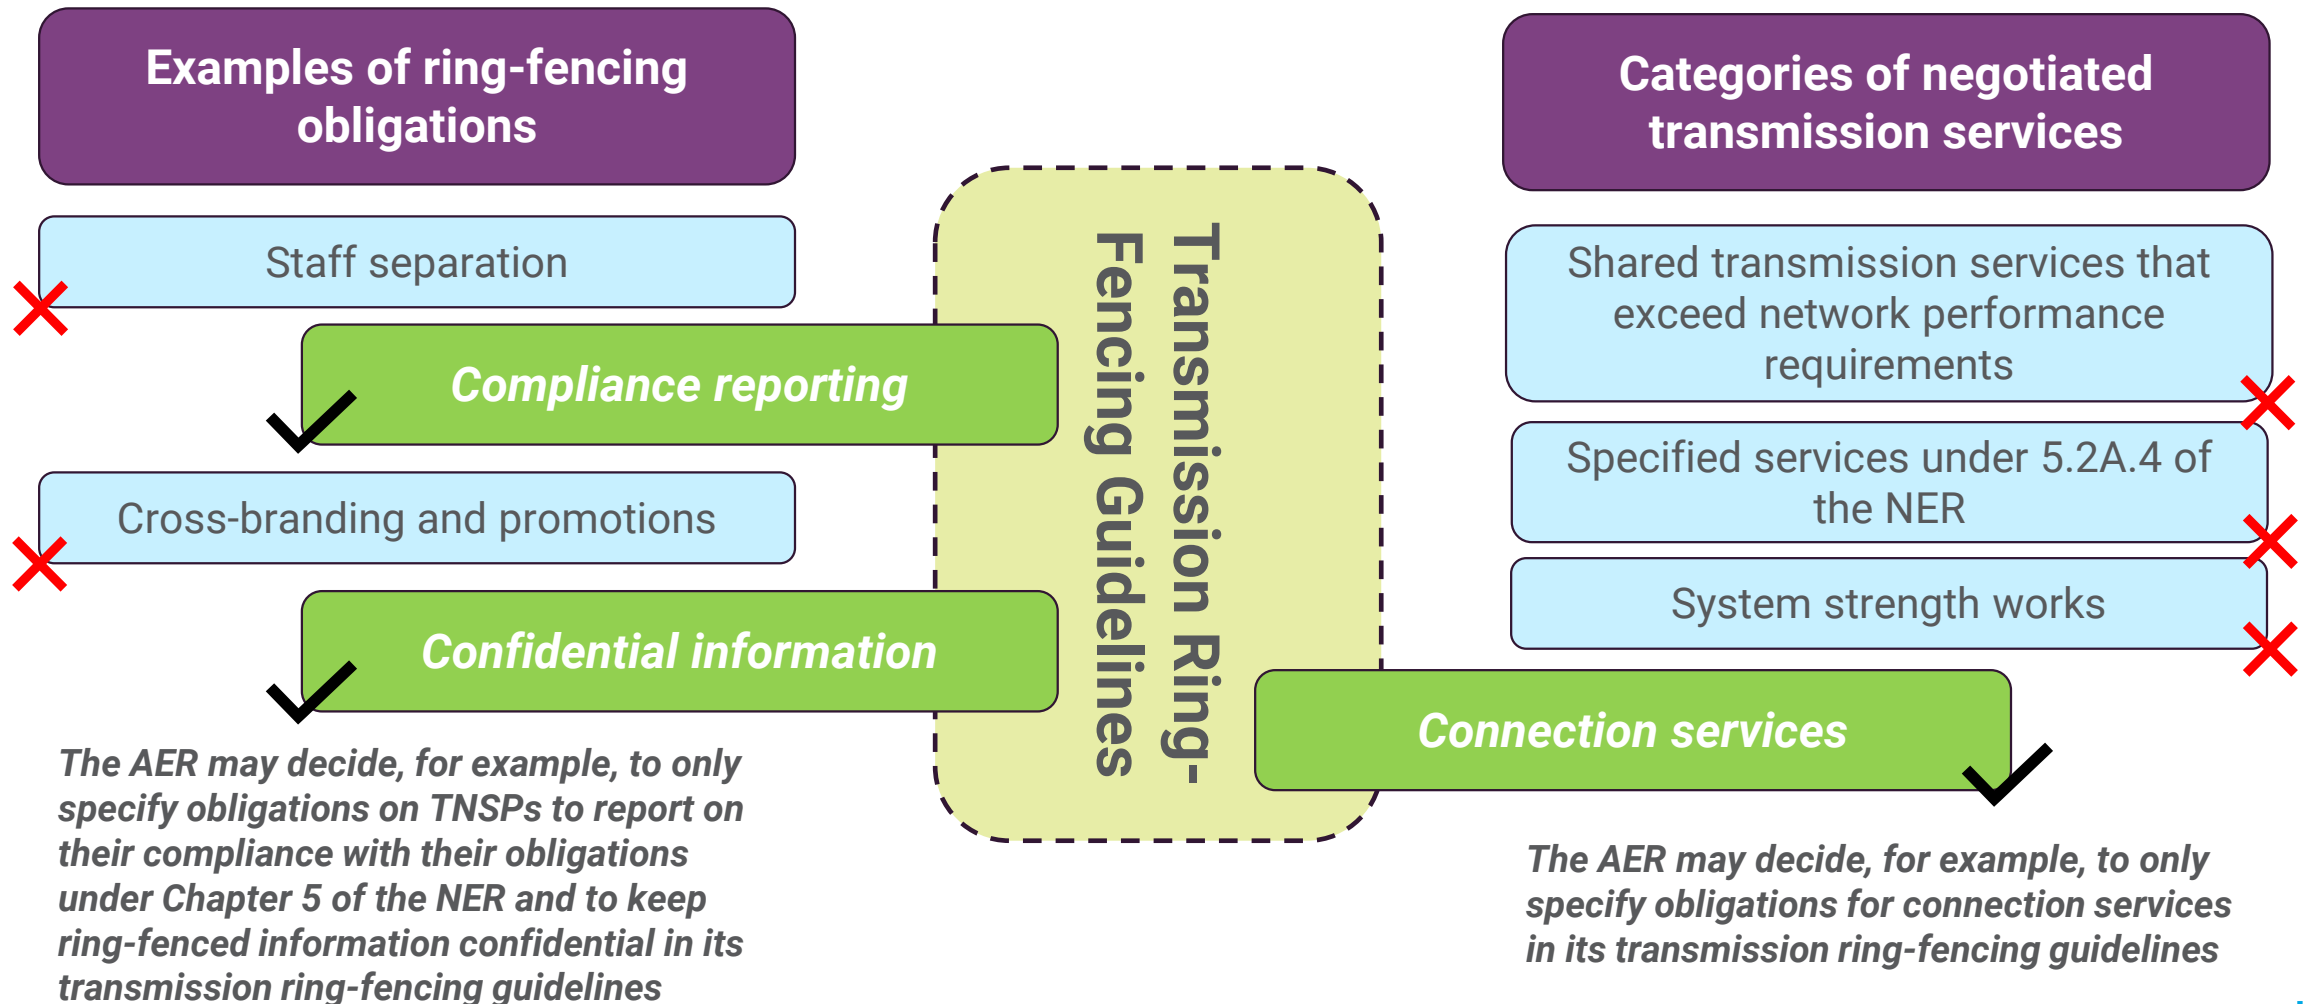 Examples of ring-fencing
obligations
Staff separation
Compliance reporting
Cross-branding and promotions
Confidential information
The AER may decide, for example, to only
specify obligations on TNSPs to report on
their compliance with their obligations
under Chapter 5 of the NER and to keep
ring-fenced information confidential in its
transmission ring-fencing guidelines
Transmission Ring-
Fencing Guidelines
Categories of negotiated
transmission services
Shared transmission services that
exceed network performance
requirements
Specified services under 5.2A.4 of
the NER
System strength works
Connection services
The AER may decide, for example, to only
specify obligations for connection services
in its transmission ring-fencing guidelines